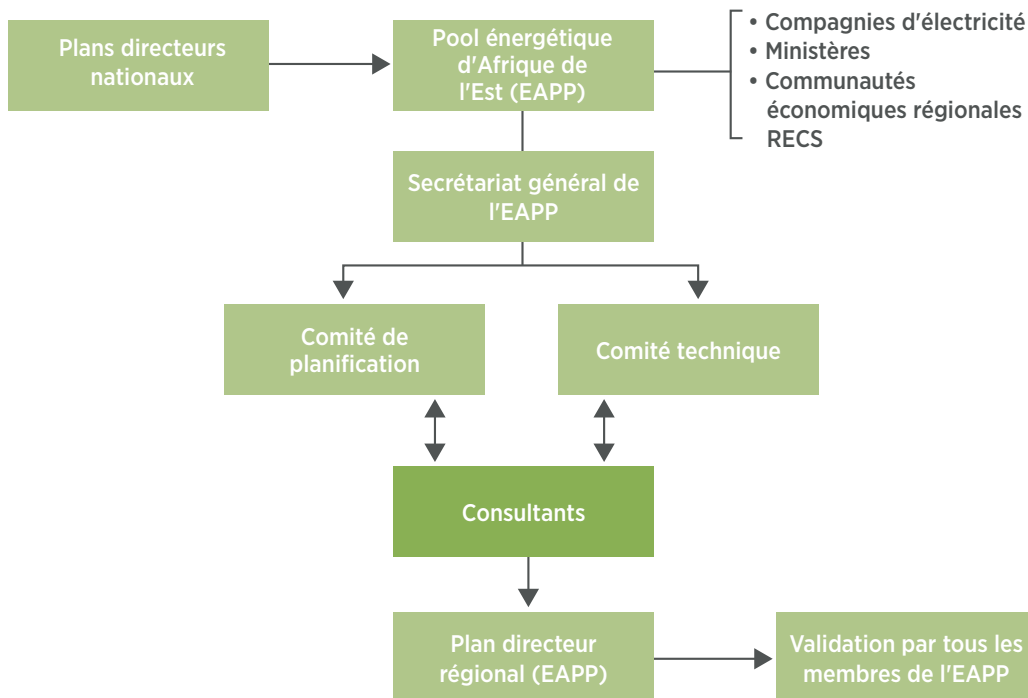 Plans directeurs
nationaux
Pool énergétique
d'Afrique de
l'Est (EAPP)
• Compagnies d'électricité
• Ministères
• Communautés
économiques régionales
RECS
Secrétariat général de
l'EAPP
Comité de
planification
Comité technique
Consultants
Plan directeur
régional (EAPP)
Validation par tous les
membres de l'EAPP